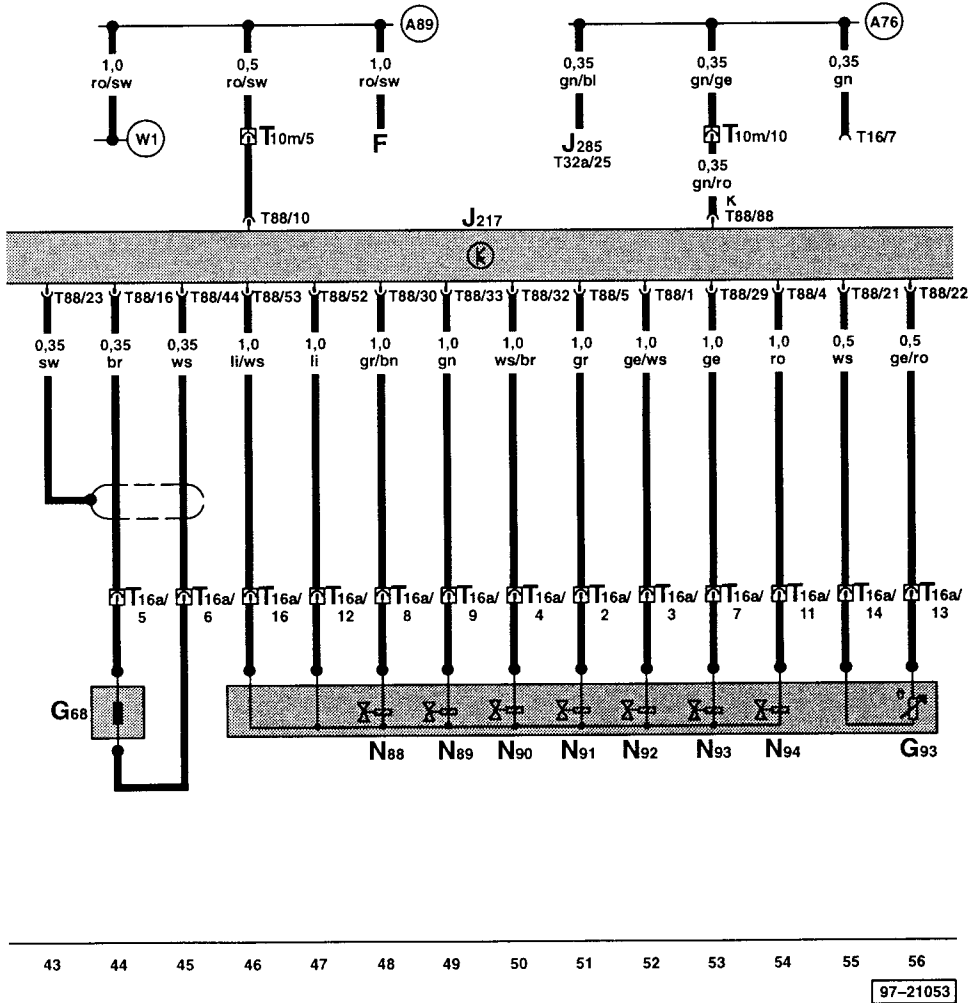 A89 A76
1,0 0,5 1,0 0,35 0,35 0,35
ro/sw ro/sw ro/sw gn/bl gn/ge gn
W1 T10m/5 F J285 T10m/10 T16/7
T32a/25
0,35
gn/ro
K
T88/10 J217 T88/88
T88/23 T88/16 T88/44 T88/53 T88/52 T88/30 T88/33 T88/32 T88/5 T88/1 T88/29 T88/4 T88/21 T88/22
0,35 0,35 0,35 1,0 1,0 1,0 1,0 1,0 1,0 1,0 1,0 1,0 0,5 0,5
sw br ws li/ws li gr/bn gn ws/br gr ge/ws ge ro ws ge/ro
T16a/ T16a/ T16a/ T16a/ T16a/ T16a/ T16a/ T16a/ T16a/ T16a/ T16a/ T16a/ T16a/
5 6 16 12 8 9 4 2 3 7 11 14 13
G68
N88 N89 N90 N91 N92 N93 N94 G93
43 44 45 46 47 48 49 50 51 52 53 54 55 56
97–21053